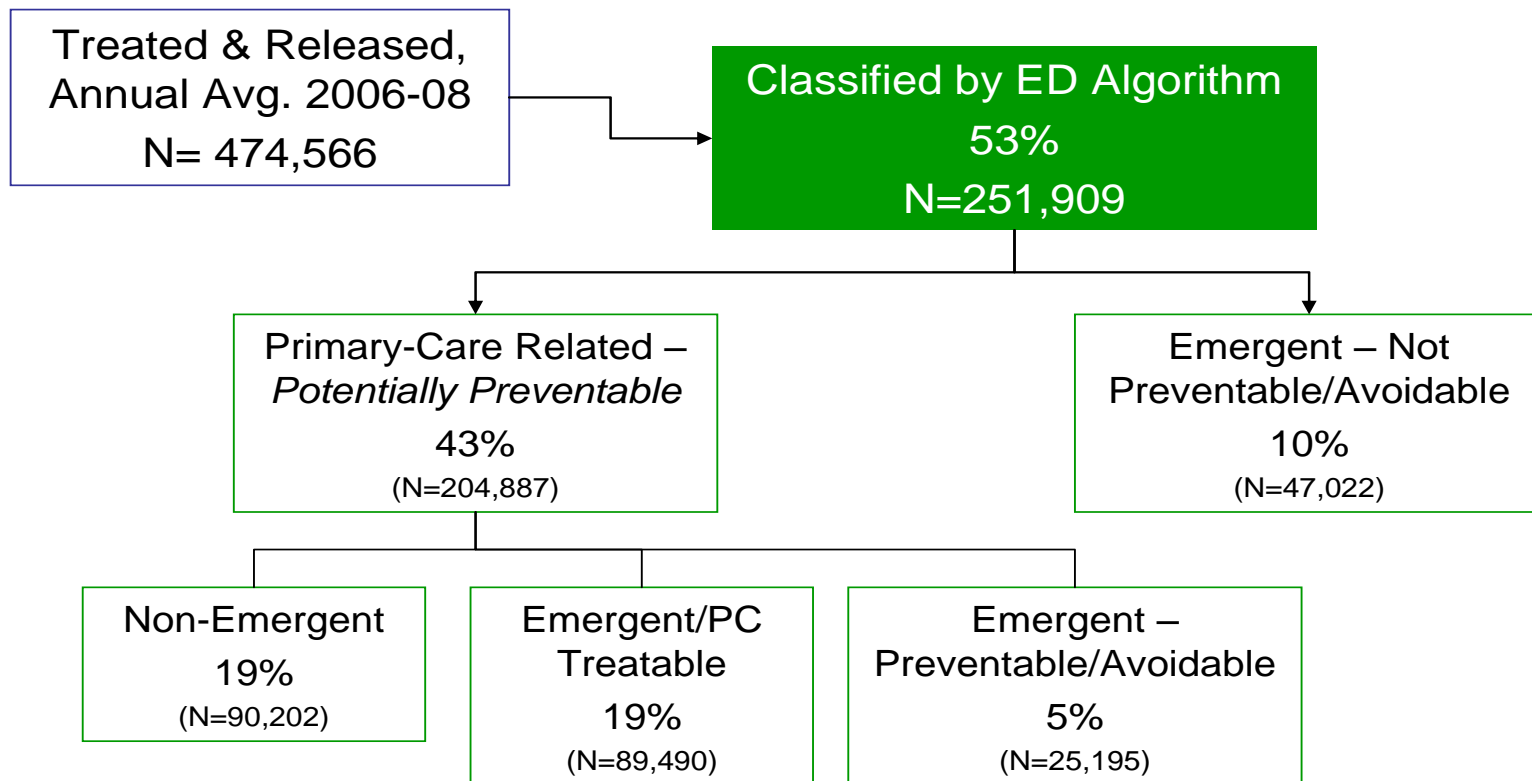 Treated & Released,
Annual Avg. 2006-08
N= 474,566
Classified by ED Algorithm
53%
N=251,909
Primary-Care Related –
Potentially Preventable
43%
(N=204,887)
Emergent – Not
Preventable/Avoidable
10%
(N=47,022)
Non-Emergent
19%
(N=90,202)
Emergent/PC
Treatable
19%
(N=89,490)
Emergent –
Preventable/Avoidable
5%
(N=25,195)